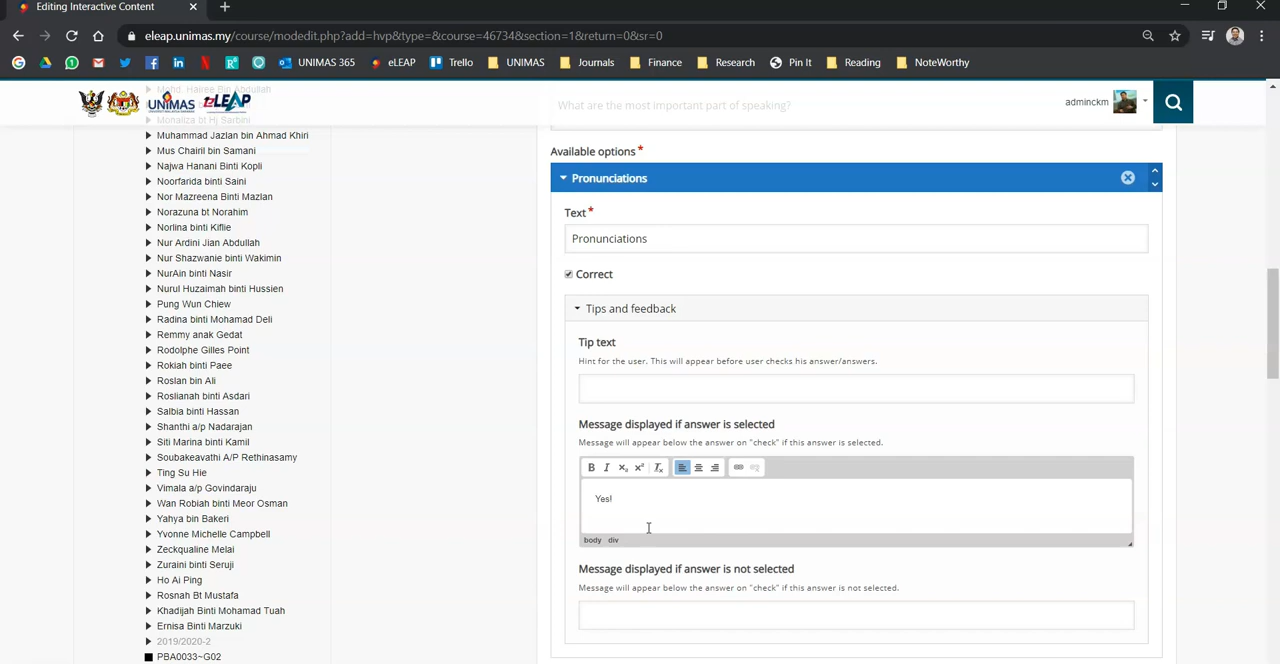 Editing Interactive Content
eleap.unimas.my/course/modedit.php?add=hvp&type=&course=46734&section=1&return=0&sr=0
UNIMAS 365
eLEAP
Trello
UNIMAS
Journals
Finance
Research
Pin It
Reading
NoteWorthy
UNIMAS
eLEAP
adminckm
Mohd. Hairee Bin Abdullah
Monaliza bt Hj Sarbini
Muhammad Jazlan bin Ahmad Khiri
Mus Chairil bin Samani
Najwa Hanani Binti Kopli
Noorfarida binti Saini
Nor Mazreena Binti Mazlan
Norazuna bt Norahim
Norlina binti Kiflie
Nur Ardini Jian Abdullah
Nur Shazwanie binti Wakimin
NurAin binti Nasir
Nurul Huzaimah binti Hussien
Pung Wun Chiew
Radina binti Mohamad Deli
Remmy anak Gedat
Rodolphe Gilles Point
Rokiah binti Paee
Roslan bin Ali
Roslianah binti Asdari
Salbia binti Hassan
Shanthi a/p Nadarajan
Siti Marina binti Kamil
Soubakeavathi A/P Rethinasamy
Ting Su Hie
Vimala a/p Govindaraju
Wan Robiah binti Meor Osman
Yahya bin Bakeri
Yvonne Michelle Campbell
Zeckqualine Melai
Zuraini binti Seruji
Ho Ai Ping
Rosnah Bt Mustafa
Khadijah Binti Mohamad Tuah
Ernisa Binti Marzuki
2019/2020-2
PBA0033~G02
What are the most important part of speaking?
Available options *
Pronunciations
Text *
Pronunciations
Correct
Tips and feedback
Tip text
Hint for the user. This will appear before user checks his answer/answers.
Message displayed if answer is selected
Message will appear below the answer on "check" if this answer is selected.
B I x₂ x² Tx
Yes!
body div
Message displayed if answer is not selected
Message will appear below the answer on "check" if this answer is not selected.